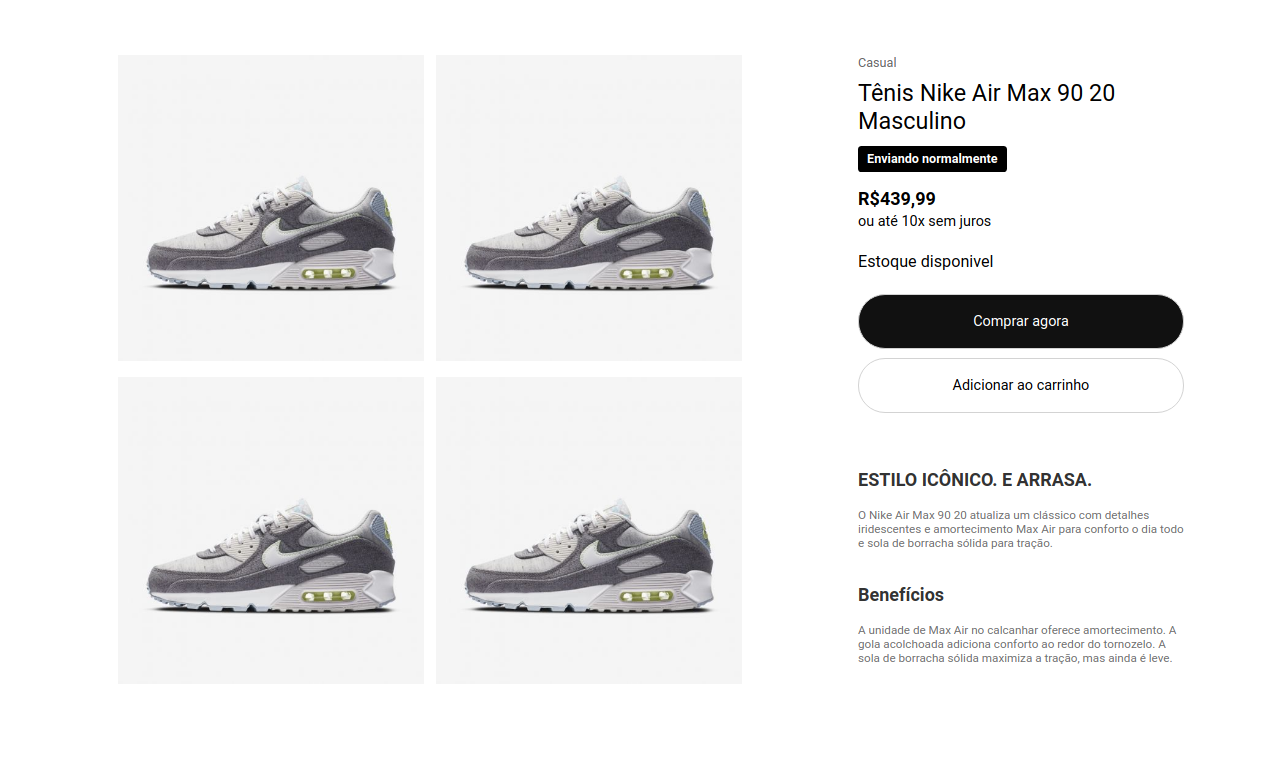 Casual
Tênis Nike Air Max 90 20
Masculino
Enviando normalmente
R$439,99
ou até 10x sem juros
Estoque disponivel
Comprar agora
Adicionar ao carrinho
ESTILO ICÔNICO. E ARRASA.
O Nike Air Max 90 20 atualiza um clássico com detalhes
iridescentes e amortecimento Max Air para conforto o dia todo
e sola de borracha sólida para tração.
Benefícios
A unidade de Max Air no calcanhar oferece amortecimento. A
gola acolchoada adiciona conforto ao redor do tornozelo. A
sola de borracha sólida maximiza a tração, mas ainda é leve.